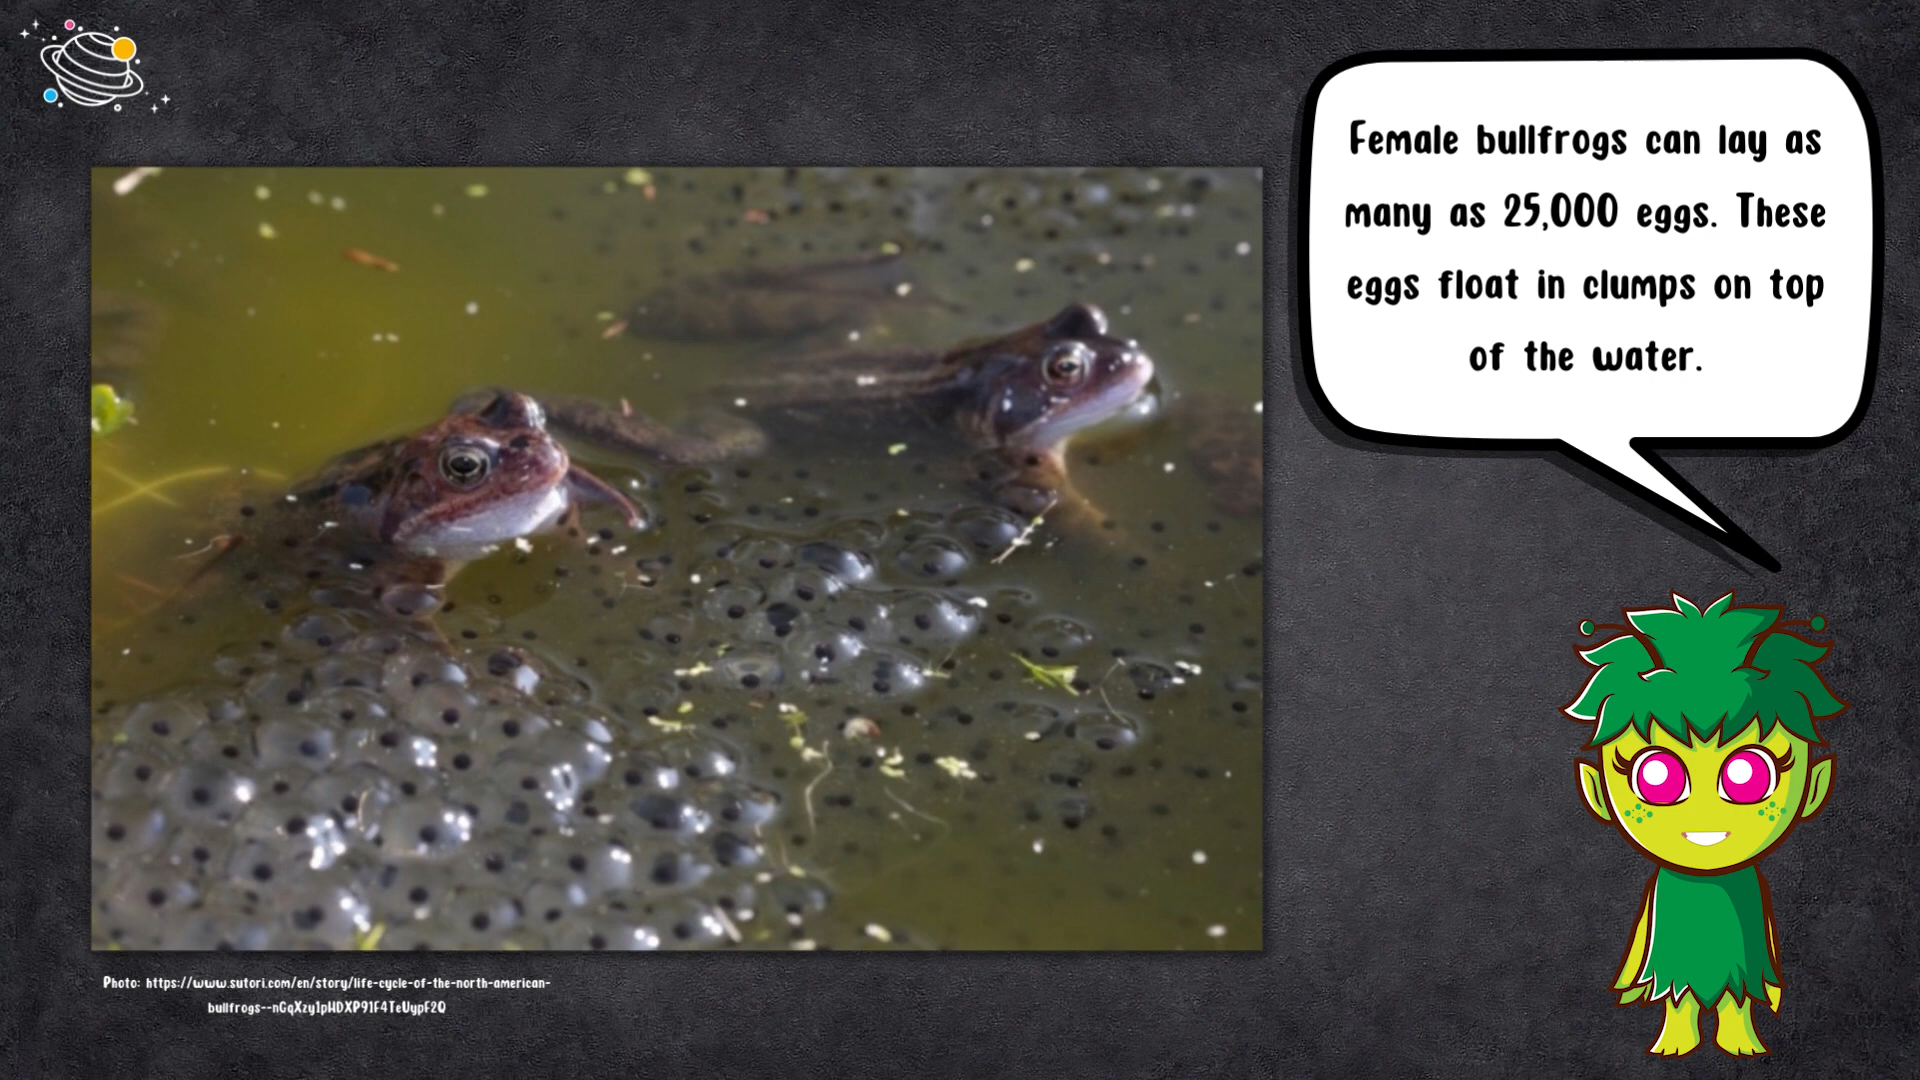 Female bullfrogs can lay as
many as 25,000 eggs. These
eggs float in clumps on top
of the water.
Photo: https://www.sutori.com/en/story/life-cycle-of-the-north-american-
bullfrogs--nGqXzy1pHDXP91F4TeUypF2Q